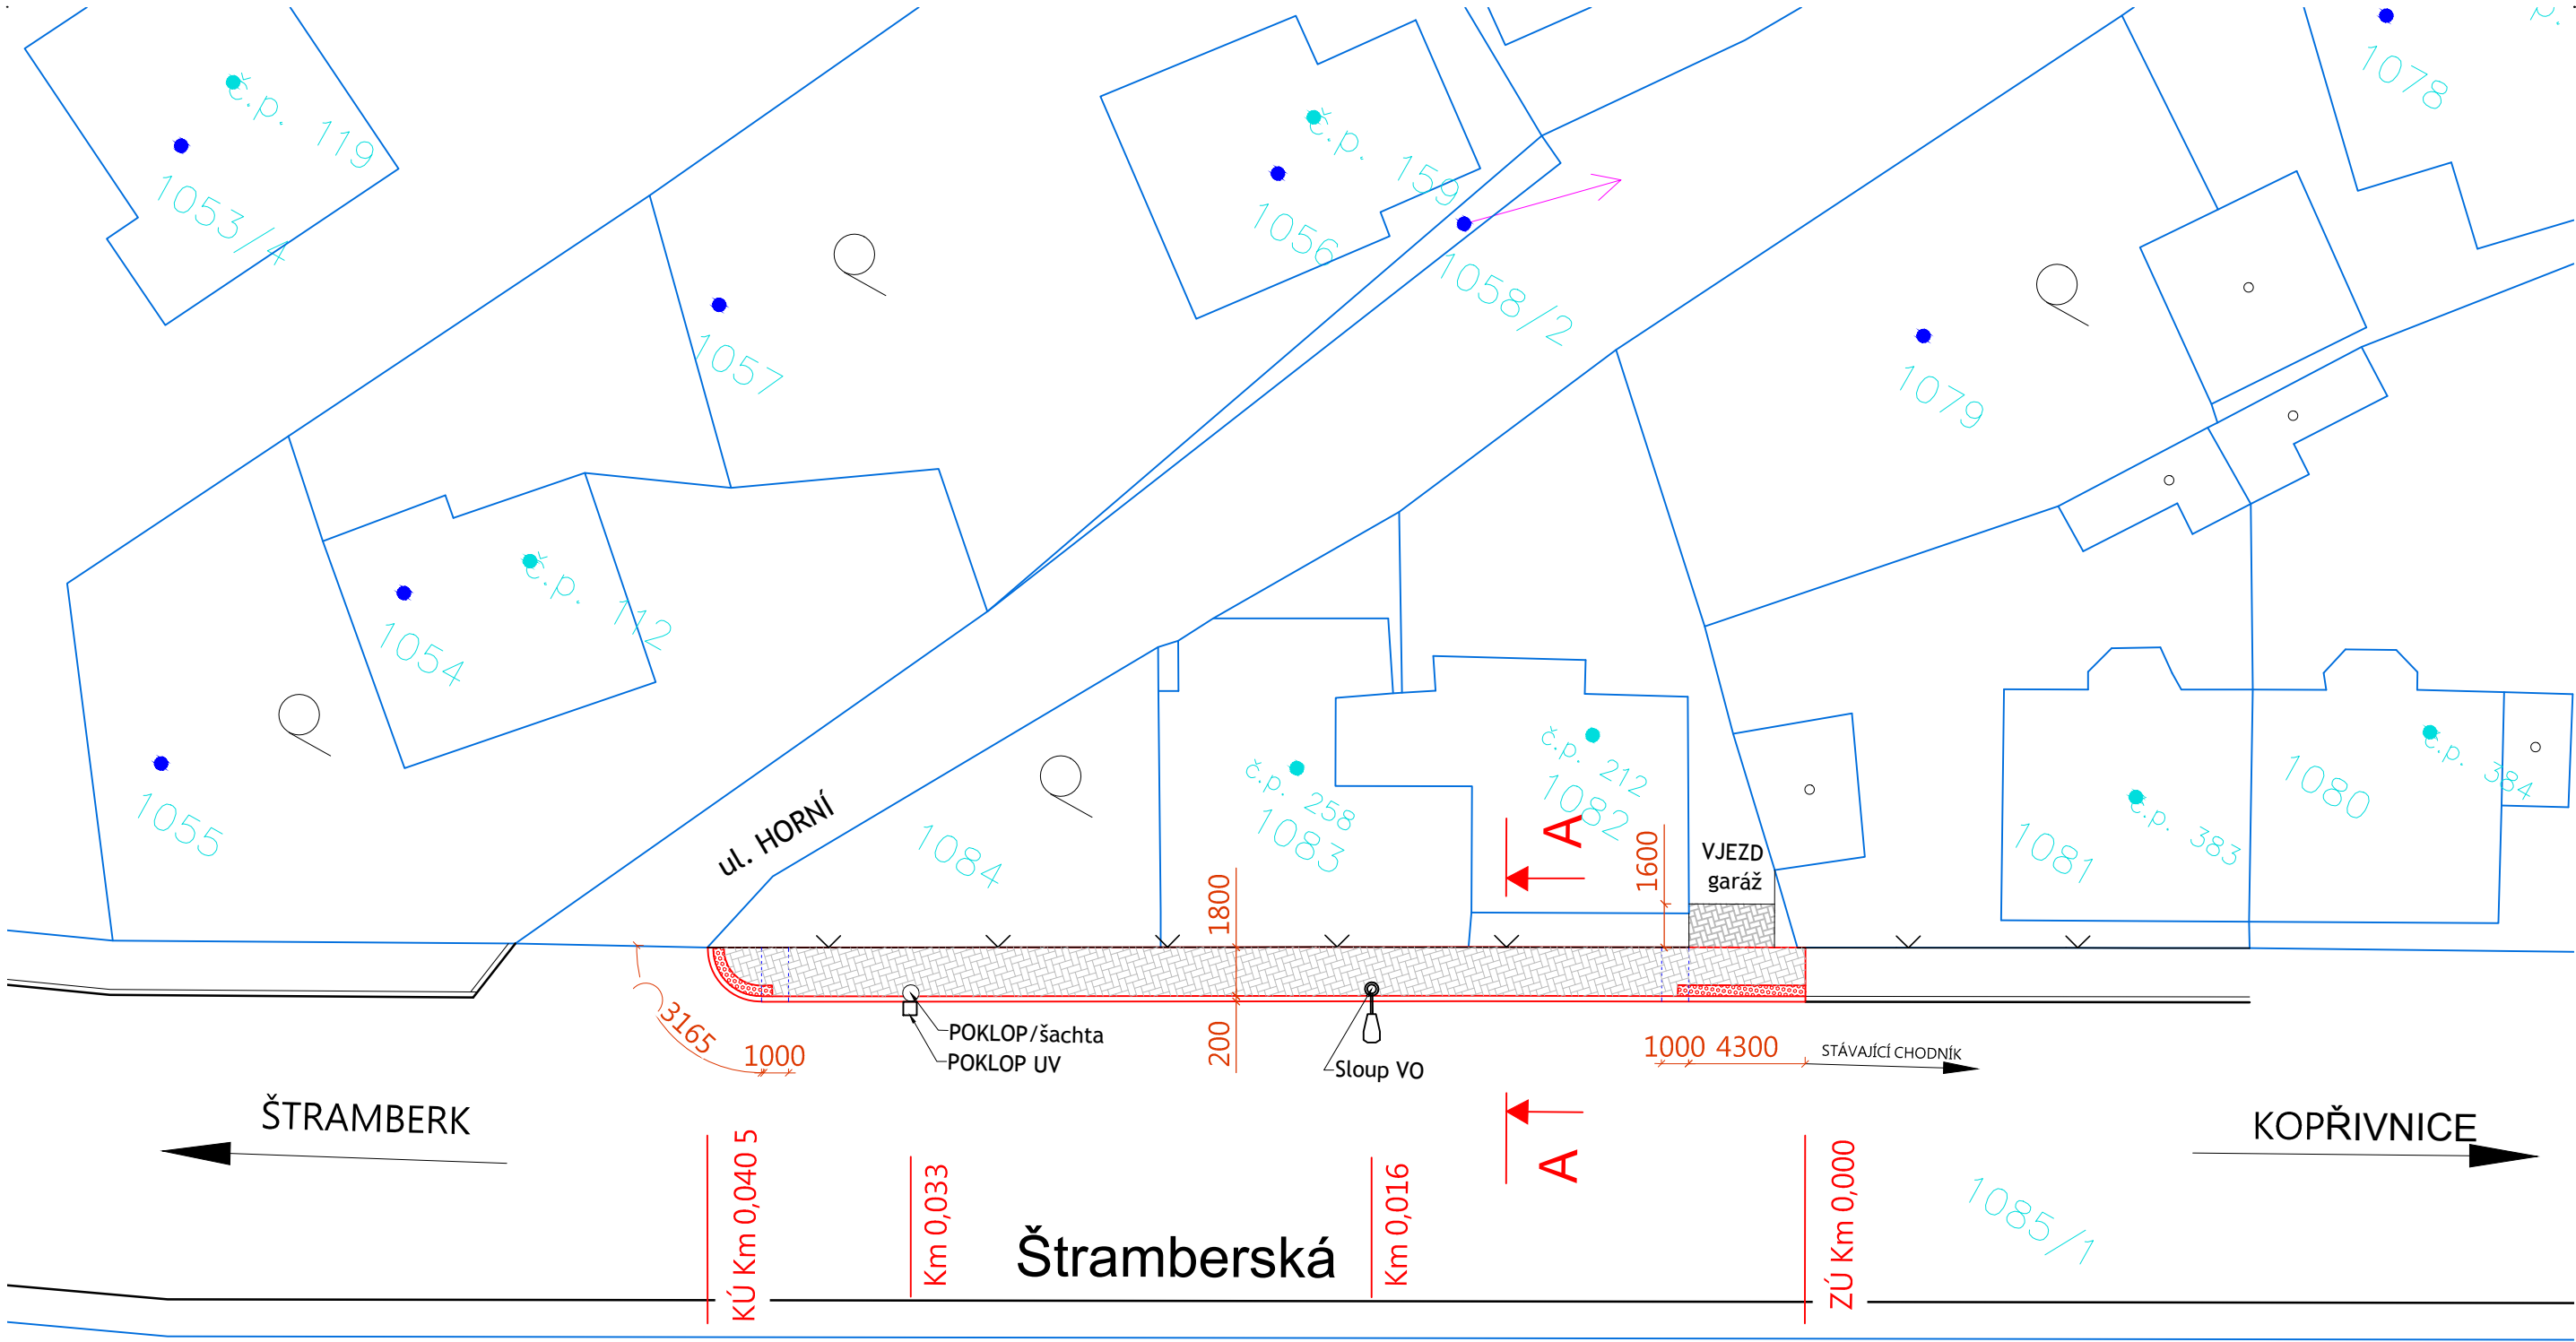 1078
č.p. 119
1053/4
č.p. 159
1056
1058/2
1057
1079
č.p. 112
1054
1055
ul. HORNÍ
1084
č.p. 258
1083
č.p. 212
1082
A
1600
VJEZD
garáž
1081
č.p. 383
1080
č.p. 384
1800
3165
1000
POKLOP/šachta
POKLOP UV
200
Sloup VO
1000
4300
STÁVAJÍCÍ CHODNÍK
ŠTRAMBERK
KOPŘIVNICE
A
KÚ Km 0,040 5
Km 0,033
Štramberská
Km 0,016
ZÚ Km 0,000
1085/1